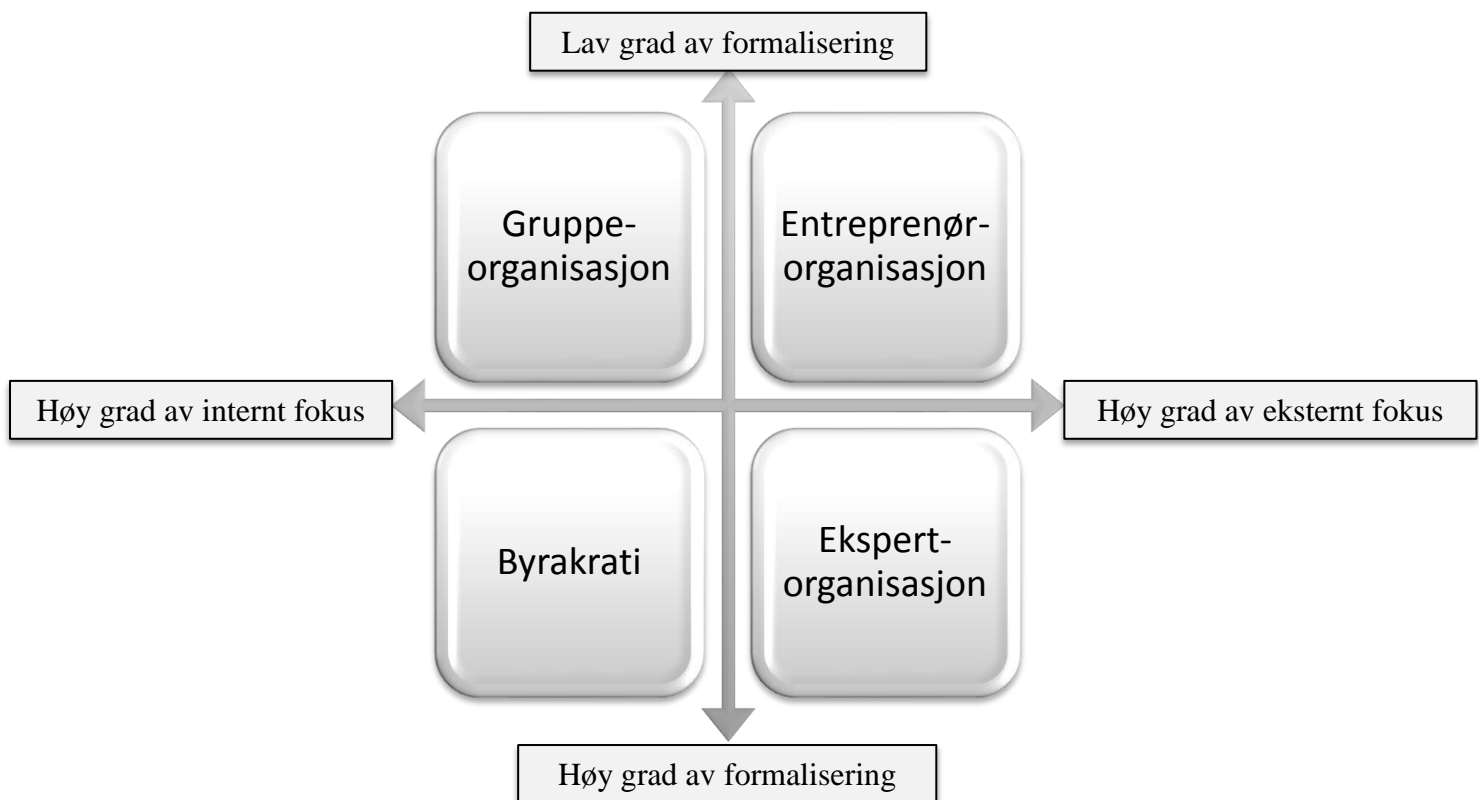 Lav grad av formalisering
Gruppe-
organisasjon
Entreprenør-
organisasjon
Høy grad av internt fokus
Høy grad av eksternt fokus
Byrakrati
Ekspert-
organisasjon
Høy grad av formalisering